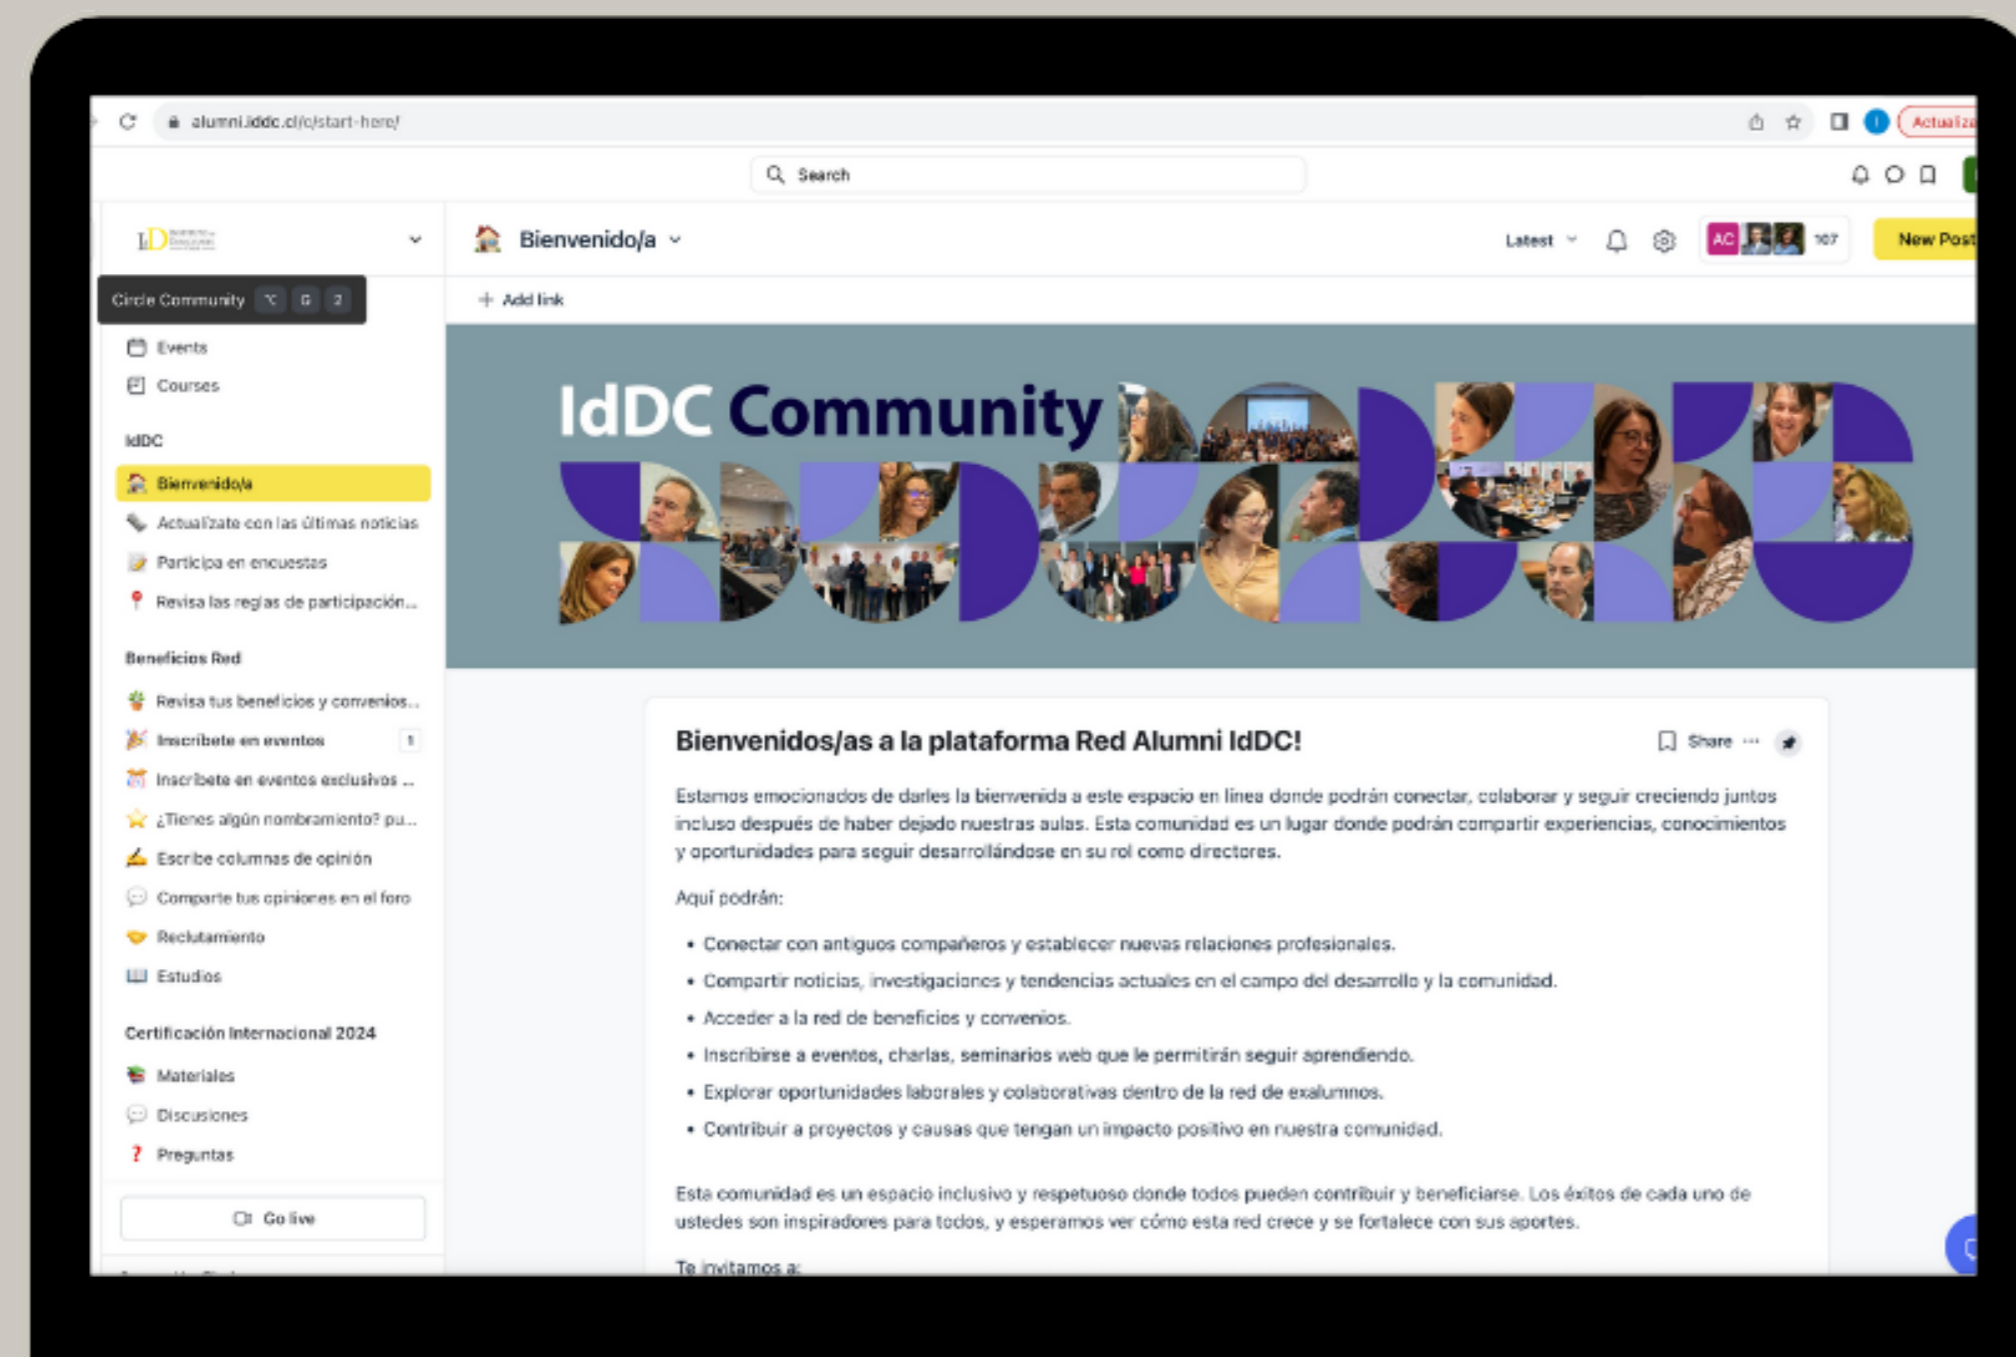 alumni.iddc.cl/c/start-here/
Actualiza
Search
Bienvenido/a
Latest
AC
107
New Post
Circle Community ⌥ G 2
+ Add link
Events
Courses
IdDC
Bienvenido/a
Actualízate con las últimas noticias
Participa en encuestas
Revisa las reglas de participación...
Beneficios Red
Revisa tus beneficios y convenios...
Inscríbete en eventos 1
Inscríbete en eventos exclusivos ...
¿Tienes algún nombramiento? pu...
Escribe columnas de opinión
Comparte tus opiniones en el foro
Reclutamiento
Estudios
Certificación Internacional 2024
Materiales
Discusiones
Preguntas
Go live
IdDC Community
Bienvenidos/as a la plataforma Red Alumni IdDC!
Share ...
Estamos emocionados de darles la bienvenida a este espacio en línea donde podrán conectar, colaborar y seguir creciendo juntos
incluso después de haber dejado nuestras aulas. Esta comunidad es un lugar donde podrán compartir experiencias, conocimientos
y oportunidades para seguir desarrollándose en su rol como directores.
Aquí podrán:
• Conectar con antiguos compañeros y establecer nuevas relaciones profesionales.
• Compartir noticias, investigaciones y tendencias actuales en el campo del desarrollo y la comunidad.
• Acceder a la red de beneficios y convenios.
• Inscribirse a eventos, charlas, seminarios web que le permitirán seguir aprendiendo.
• Explorar oportunidades laborales y colaborativas dentro de la red de exalumnos.
• Contribuir a proyectos y causas que tengan un impacto positivo en nuestra comunidad.
Esta comunidad es un espacio inclusivo y respetuoso donde todos pueden contribuir y beneficiarse. Los éxitos de cada uno de
ustedes son inspiradores para todos, y esperamos ver cómo esta red crece y se fortalece con sus aportes.
Te invitamos a: